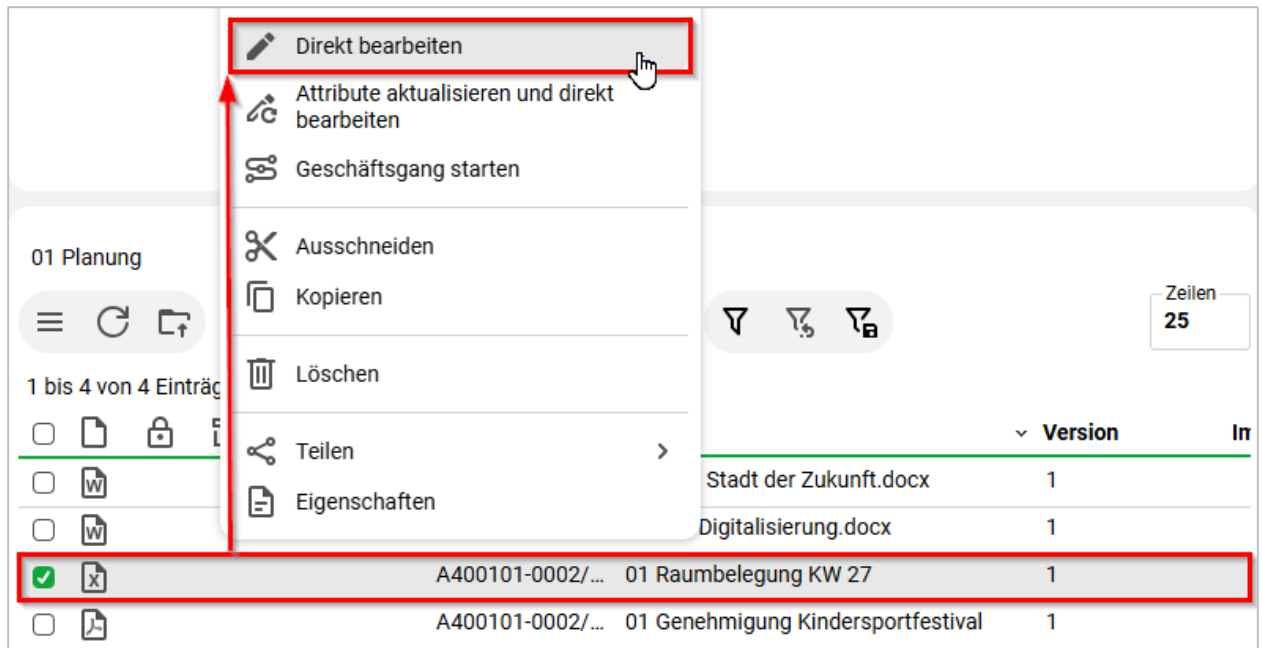 Direkt bearbeiten
Attribute aktualisieren und direkt
bearbeiten
Geschäftsgang starten
Ausschneiden
Kopieren
Löschen
Teilen
Eigenschaften
01 Planung
Zeilen
25
1 bis 4 von 4 Einträg
Version
Stadt der Zukunft.docx 1
Digitalisierung.docx 1
A400101-0002/... 01 Raumbelegung KW 27 1
A400101-0002/... 01 Genehmigung Kindersportfestival 1